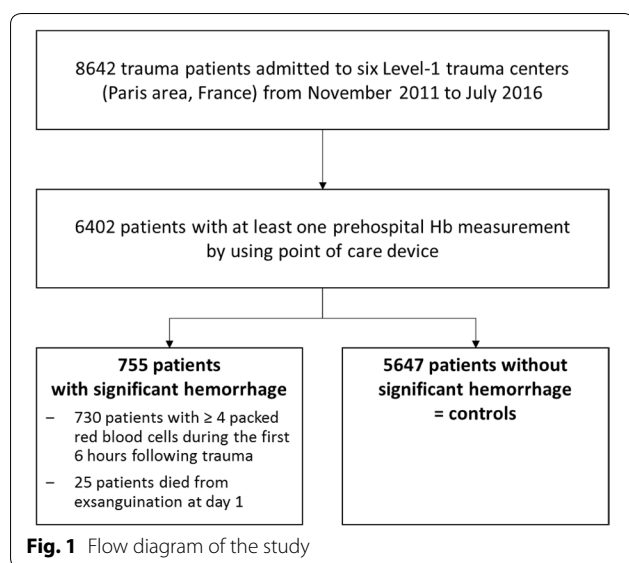 8642 trauma patients admitted to six Level-1 trauma centers
(Paris area, France) from November 2011 to July 2016
6402 patients with at least one prehospital Hb measurement
by using point of care device
755 patients
with significant hemorrhage
– 730 patients with ≥ 4 packed
red blood cells during the first
6 hours following trauma
– 25 patients died from
exsanguination at day 1
5647 patients without
significant hemorrhage
= controls
Fig. 1 Flow diagram of the study